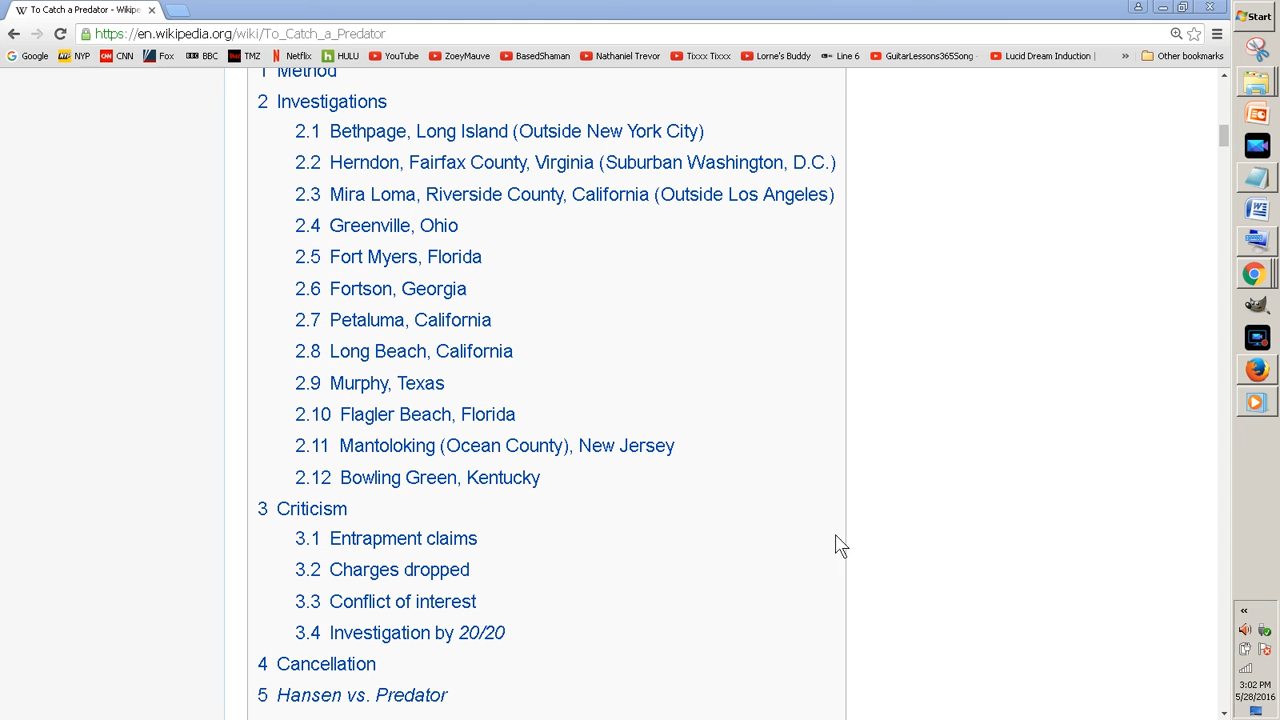 To Catch a Predator - Wikipe
https://en.wikipedia.org/wiki/To_Catch_a_Predator
Google NYP CNN Fox BBC TMZ Netflix HULU YouTube ZoeyMauve BasedShaman Nathaniel Trevor Tixxx Tixxx Lorne's Buddy Line 6 GuitarLessons365Song Lucid Dream Induction » Other bookmarks
1 Method
2 Investigations
2.1 Bethpage, Long Island (Outside New York City)
2.2 Herndon, Fairfax County, Virginia (Suburban Washington, D.C.)
2.3 Mira Loma, Riverside County, California (Outside Los Angeles)
2.4 Greenville, Ohio
2.5 Fort Myers, Florida
2.6 Fortson, Georgia
2.7 Petaluma, California
2.8 Long Beach, California
2.9 Murphy, Texas
2.10 Flagler Beach, Florida
2.11 Mantoloking (Ocean County), New Jersey
2.12 Bowling Green, Kentucky
3 Criticism
3.1 Entrapment claims
3.2 Charges dropped
3.3 Conflict of interest
3.4 Investigation by 20/20
4 Cancellation
5 Hansen vs. Predator
Start
«
3:02 PM
5/28/2016